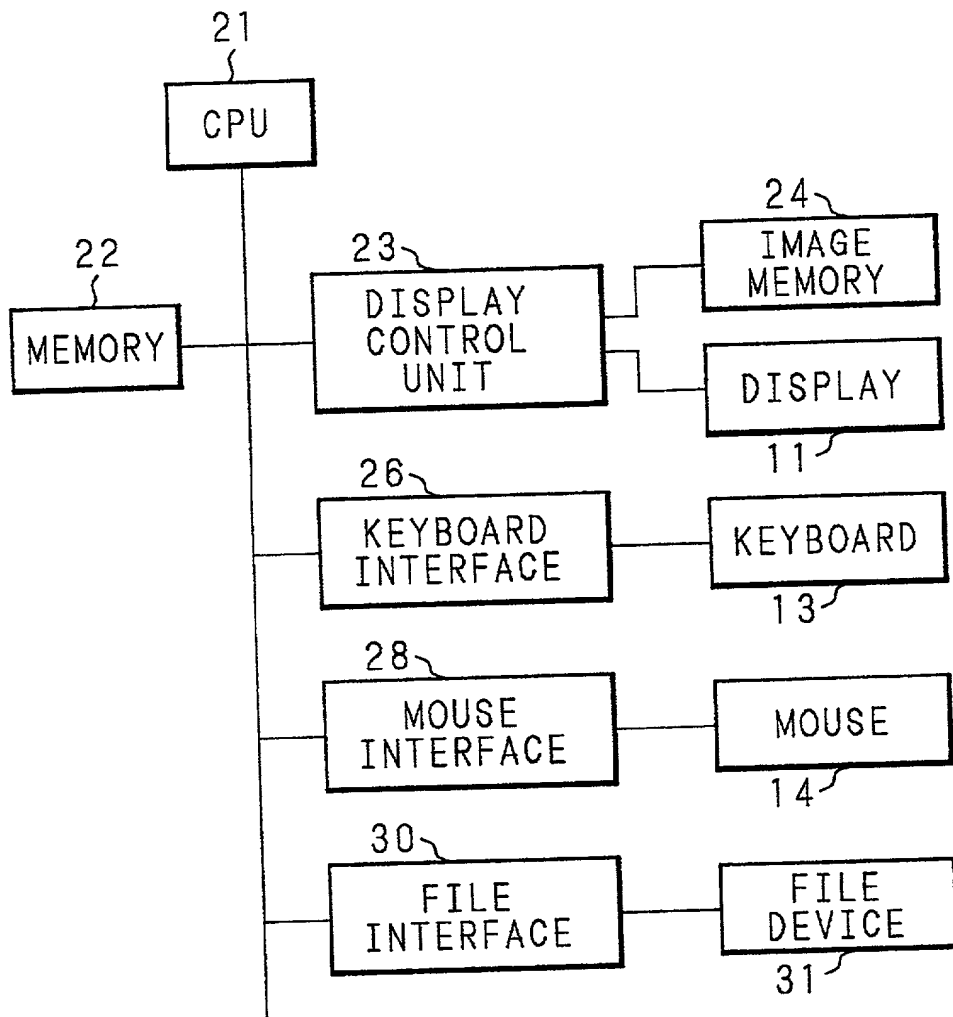 21
CPU
24
IMAGE
MEMORY
22
MEMORY
23
DISPLAY
CONTROL
UNIT
DISPLAY
11
26
KEYBOARD
INTERFACE
KEYBOARD
13
28
MOUSE
INTERFACE
MOUSE
14
30
FILE
INTERFACE
FILE
DEVICE
31